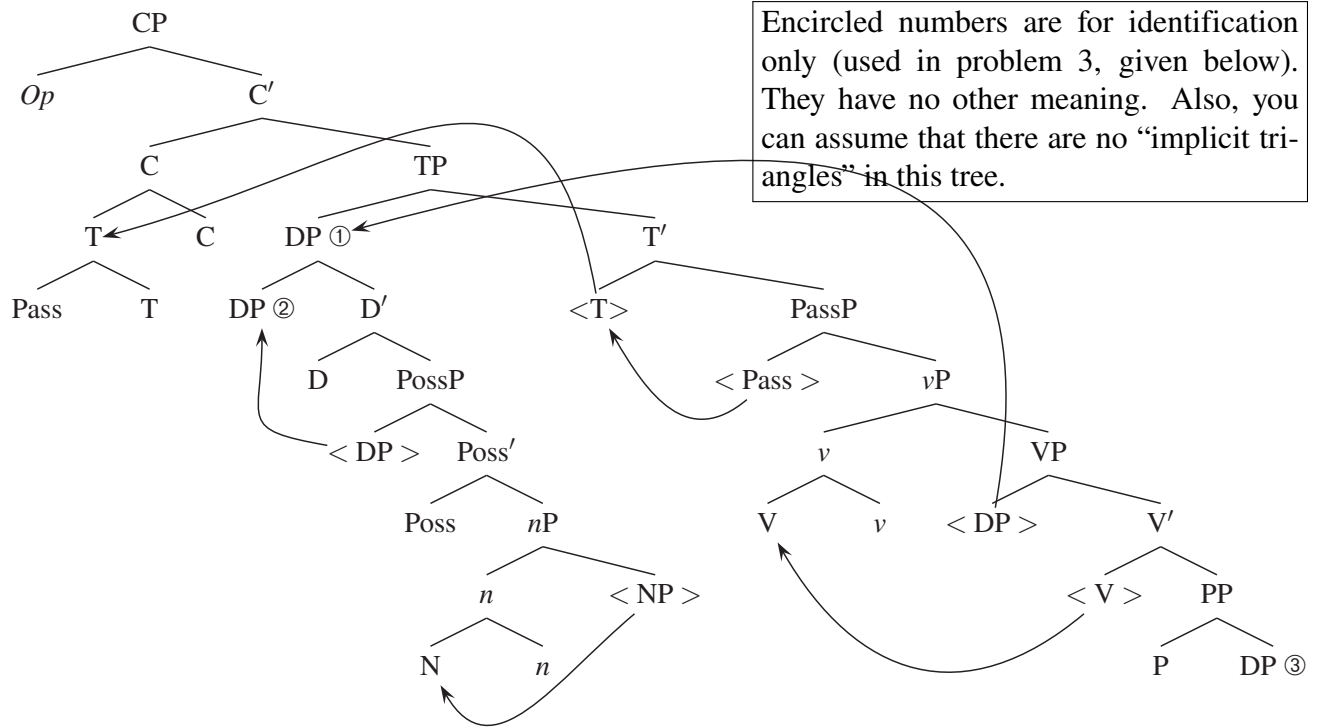 CP
Encircled numbers are for identification
only (used in problem 3, given below).
They have no other meaning. Also, you
can assume that there are no “implicit tri-
angles” in this tree.
Op C′
C TP
T C DP ① T′
Pass T DP ② D′ <T> PassP
D PossP < Pass > vP
< DP > Poss′ v VP
Poss nP V v < DP > V′
n < NP > < V > PP
N n P DP ③